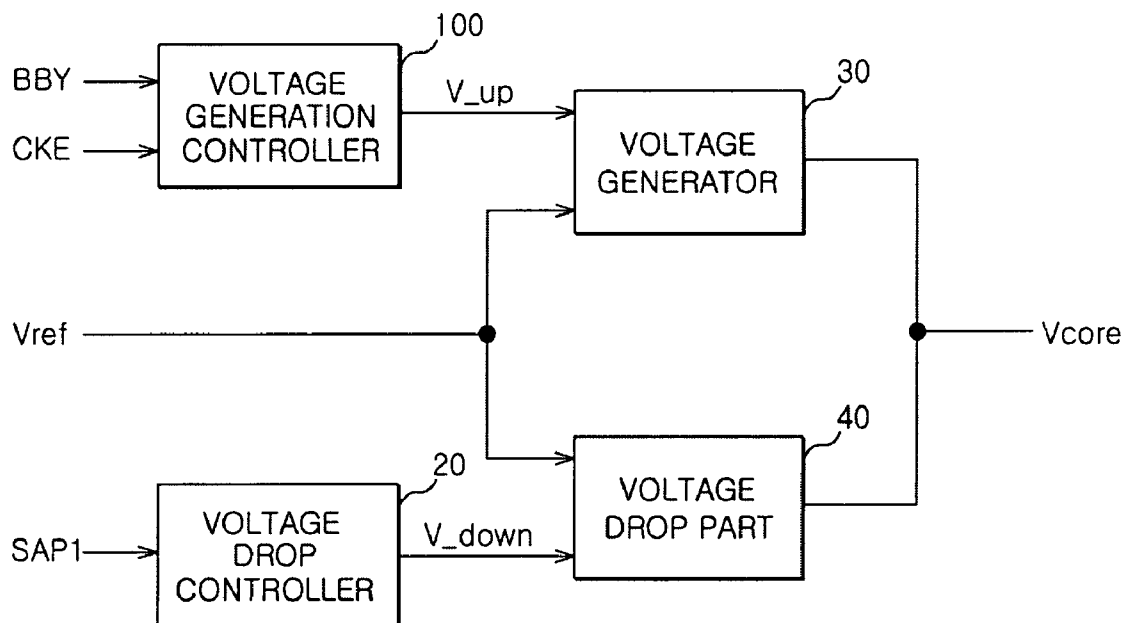 100
BBY
CKE
VOLTAGE
GENERATION
CONTROLLER
V_up
30
VOLTAGE
GENERATOR
Vref
Vcore
40
VOLTAGE
DROP PART
20
SAP1
VOLTAGE
DROP
CONTROLLER
V_down